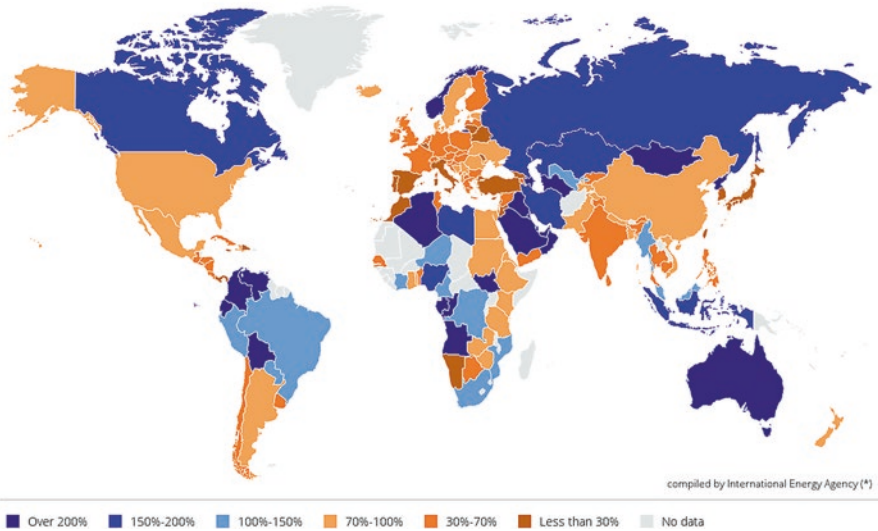 compiled by International Energy Agency (*)
Over 200% 150%-200% 100%-150% 70%-100% 30%-70% Less than 30% No data